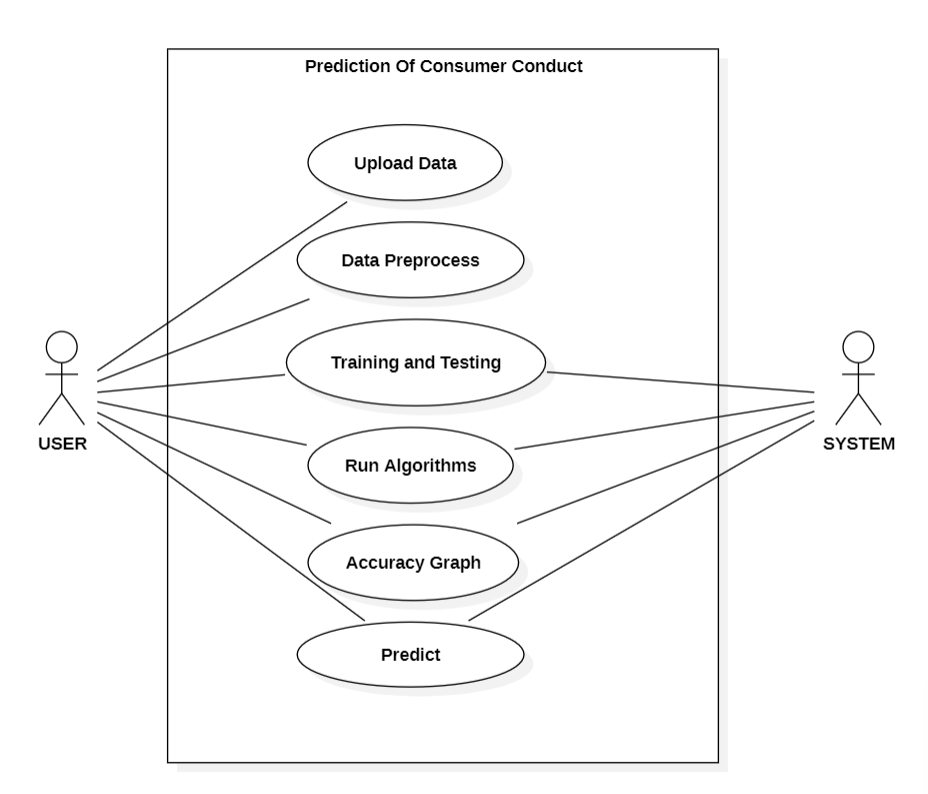 Prediction Of Consumer Conduct
Upload Data
Data Preprocess
Training and Testing
Run Algorithms
Accuracy Graph
Predict
USER
SYSTEM